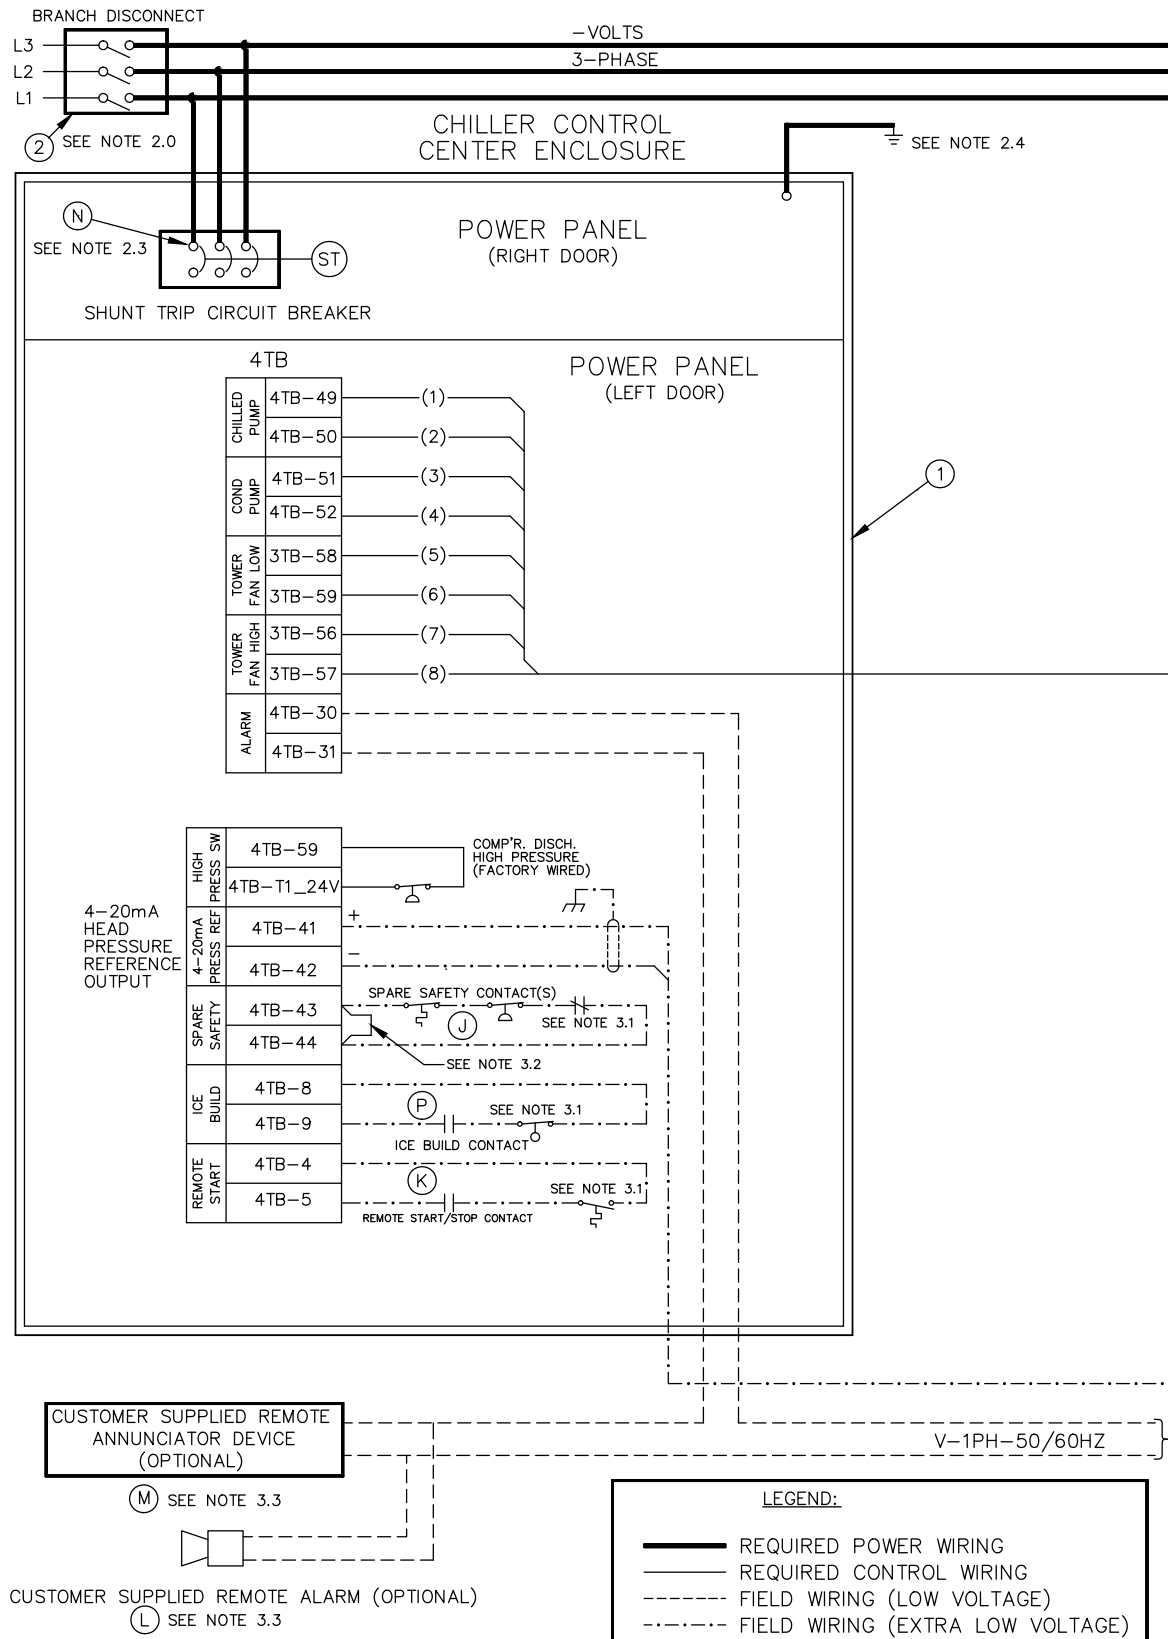 BRANCH DISCONNECT
L3
L2
L1
-VOLTS
3-PHASE
2 SEE NOTE 2.0
CHILLER CONTROL
CENTER ENCLOSURE
SEE NOTE 2.4
N
SEE NOTE 2.3
ST
POWER PANEL
(RIGHT DOOR)
SHUNT TRIP CIRCUIT BREAKER
4TB
POWER PANEL
(LEFT DOOR)
CHILLED
PUMP
4TB-49 (1)
4TB-50 (2)
COND
PUMP
4TB-51 (3)
4TB-52 (4)
1
TOWER
FAN LOW
3TB-58 (5)
3TB-59 (6)
TOWER
FAN HIGH
3TB-56 (7)
3TB-57 (8)
ALARM
4TB-30
4TB-31
HIGH
PRESS SW
4TB-59
4TB-T1_24V
COMP'R. DISCH.
HIGH PRESSURE
(FACTORY WIRED)
4-20mA
HEAD
PRESSURE
REFERENCE
OUTPUT
4-20mA
PRESS REF
4TB-41 +
4TB-42 -
SPARE
SAFETY
4TB-43
4TB-44
SPARE SAFETY CONTACT(S)
J
SEE NOTE 3.1
SEE NOTE 3.2
ICE
BUILD
4TB-8
4TB-9
P
SEE NOTE 3.1
ICE BUILD CONTACT
REMOTE
START
4TB-4
4TB-5
K
SEE NOTE 3.1
REMOTE START/STOP CONTACT
CUSTOMER SUPPLIED REMOTE
ANNUNCIATOR DEVICE
(OPTIONAL)
M SEE NOTE 3.3
V-1PH-50/60HZ
CUSTOMER SUPPLIED REMOTE ALARM (OPTIONAL)
L SEE NOTE 3.3
LEGEND:
REQUIRED POWER WIRING
REQUIRED CONTROL WIRING
FIELD WIRING (LOW VOLTAGE)
FIELD WIRING (EXTRA LOW VOLTAGE)